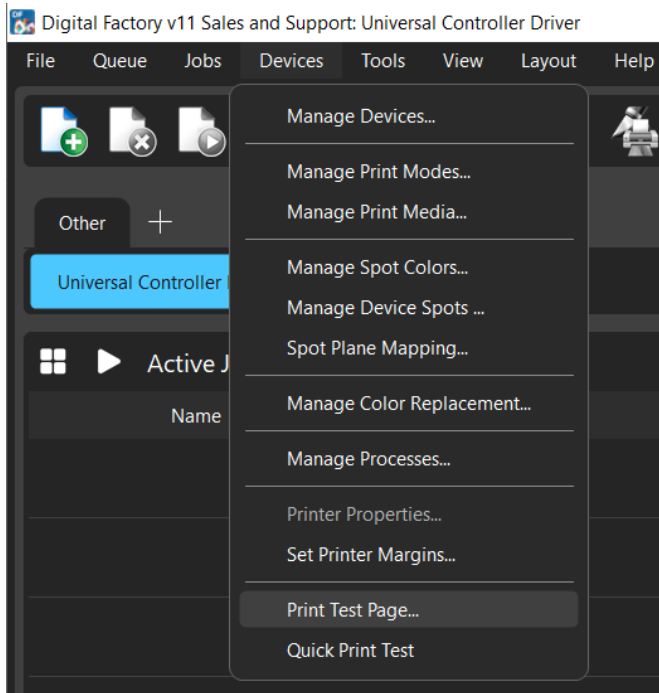 Digital Factory v11 Sales and Support: Universal Controller Driver
File Queue Jobs Devices Tools View Layout Help
Manage Devices...
Manage Print Modes...
Manage Print Media...
Other
Manage Spot Colors...
Universal Controller
Manage Device Spots ...
Spot Plane Mapping...
Active J
Manage Color Replacement...
Name
Manage Processes...
Printer Properties...
Set Printer Margins...
Print Test Page...
Quick Print Test